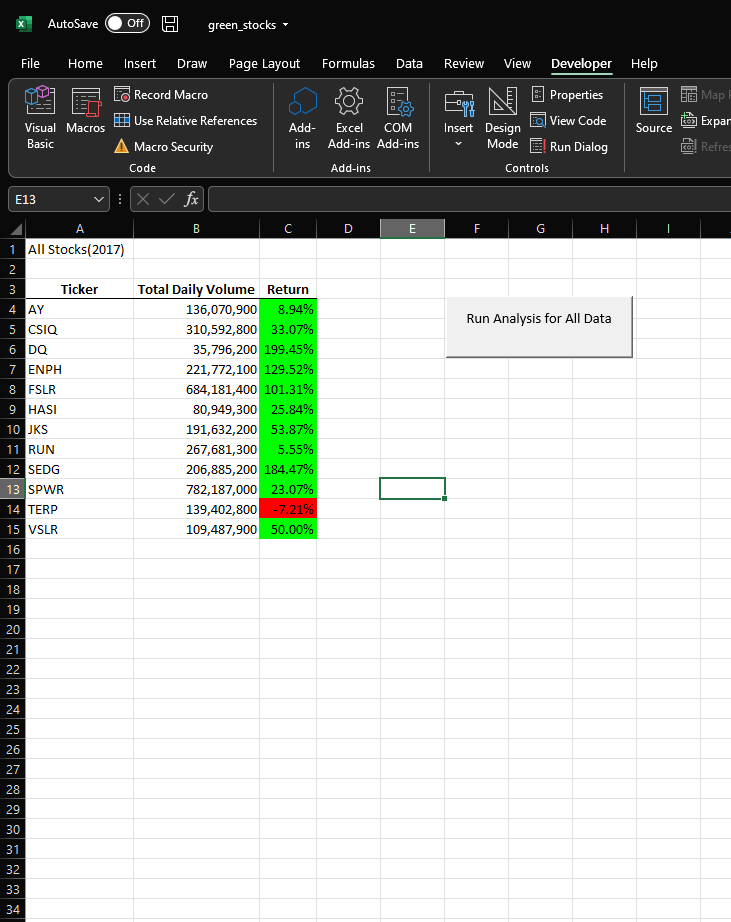 AutoSave Off green_stocks
File Home Insert Draw Page Layout Formulas Data Review View Developer Help
Visual Basic
Macros
Record Macro
Use Relative References
Macro Security
Code
Add-ins
Excel Add-ins
COM Add-ins
Add-ins
Insert
Design Mode
Properties
View Code
Run Dialog
Controls
Source
Map
Expan
Refre
E13 fx
A B C D E F G H I
1 All Stocks(2017)
2
3 Ticker Total Daily Volume Return
4 AY 136,070,900 8.94%
5 CSIQ 310,592,800 33.07%
6 DQ 35,796,200 199.45%
7 ENPH 221,772,100 129.52%
8 FSLR 684,181,400 101.31%
9 HASI 80,949,300 25.84%
10 JKS 191,632,200 53.87%
11 RUN 267,681,300 5.55%
12 SEDG 206,885,200 184.47%
13 SPWR 782,187,000 23.07%
14 TERP 139,402,800 -7.21%
15 VSLR 109,487,900 50.00%
Run Analysis for All Data
16
17
18
19
20
21
22
23
24
25
26
27
28
29
30
31
32
33
34